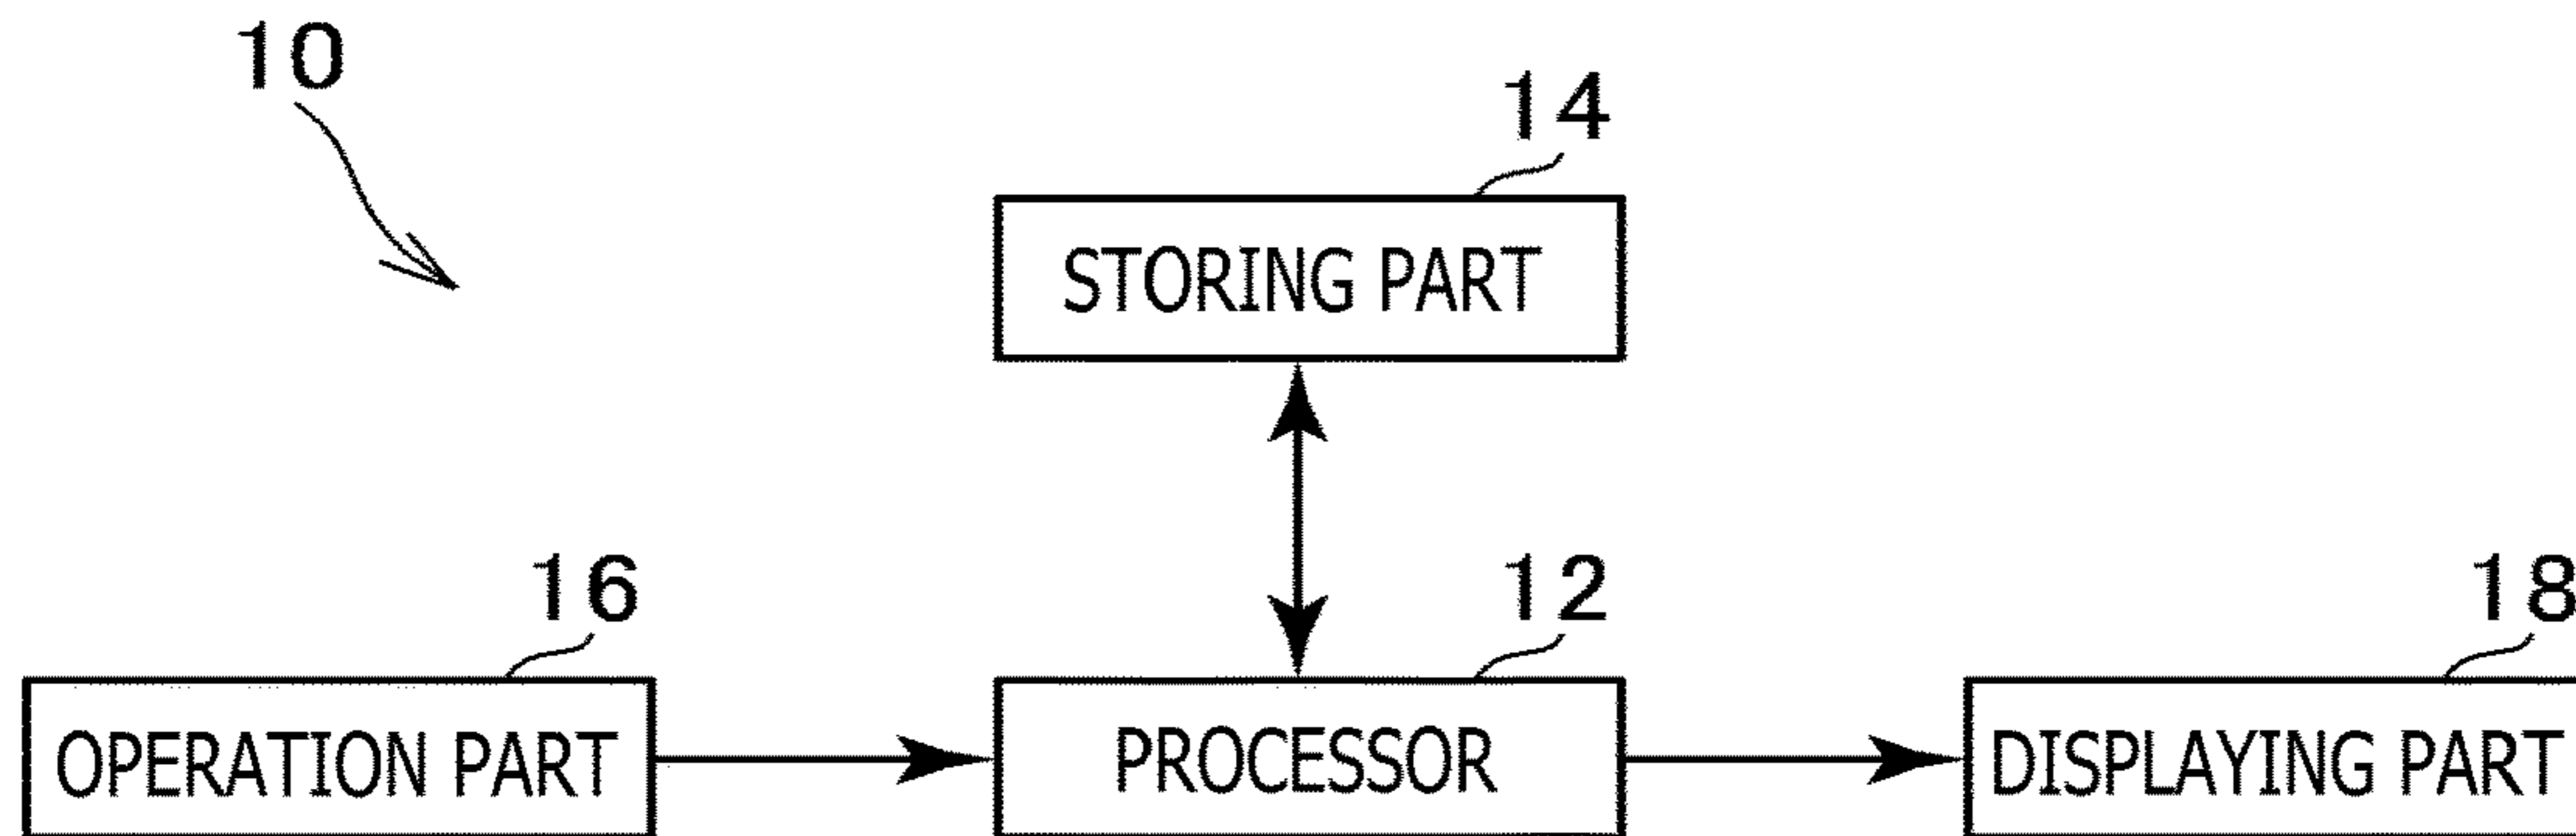 10
14
STORING PART
16
12
18
OPERATION PART
PROCESSOR
DISPLAYING PART